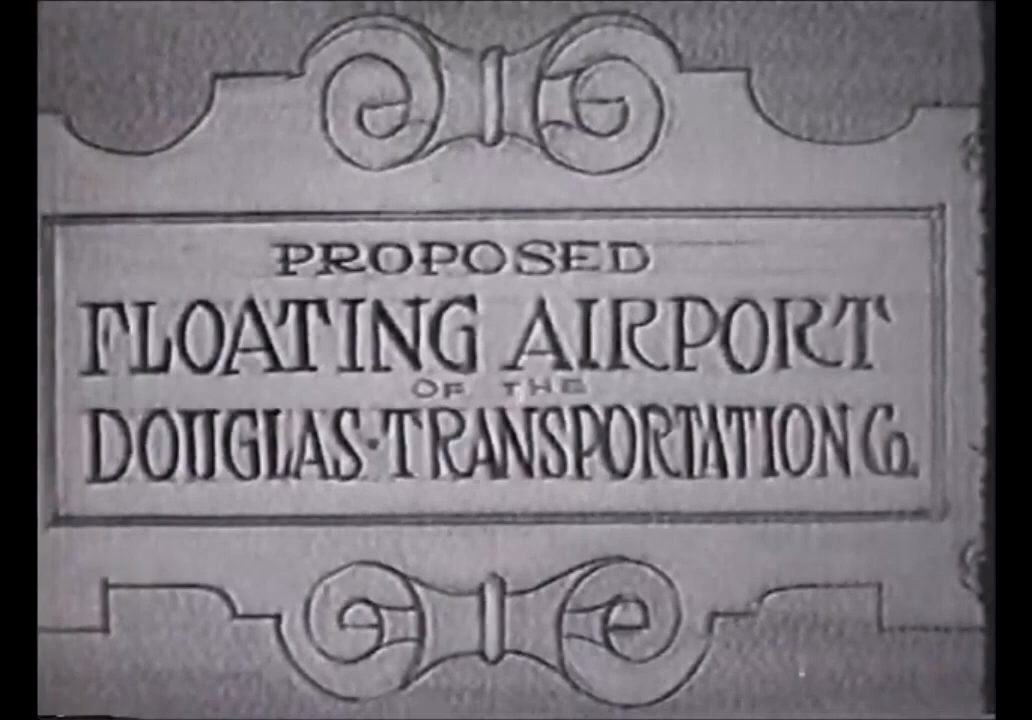 PROPOSED
FLOATING AIRPORT
OF THE
DOUGLAS·TRANSPORTATION Co.